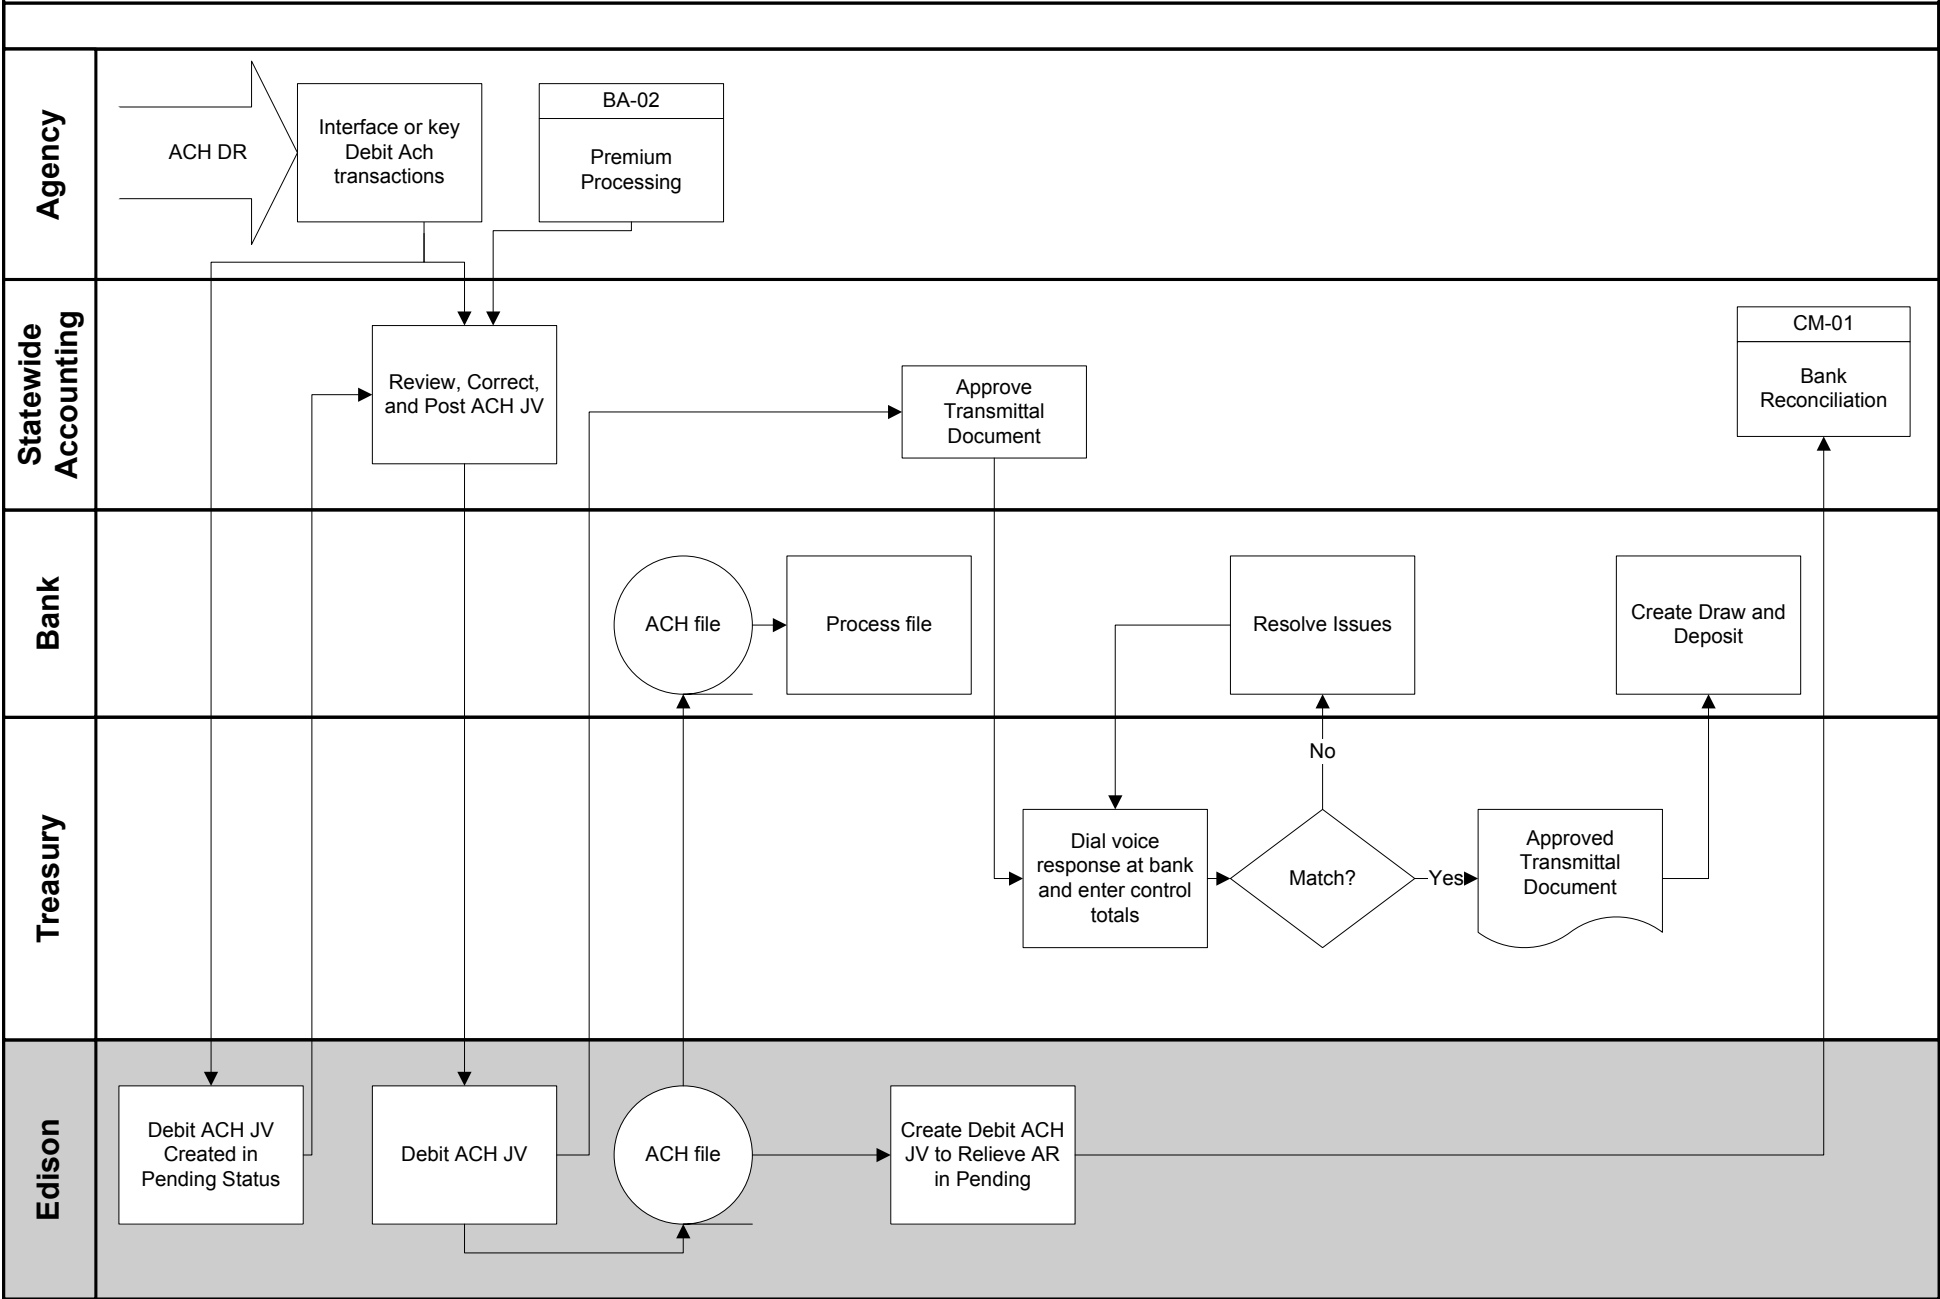 Agency
ACH DR
Interface or key
Debit Ach
transactions
BA-02
Premium
Processing
Statewide
Accounting
Review, Correct,
and Post ACH JV
Approve
Transmittal
Document
CM-01
Bank
Reconciliation
Bank
ACH file
Process file
Resolve Issues
Create Draw and
Deposit
Treasury
No
Dial voice
response at bank
and enter control
totals
Match?
Yes
Approved
Transmittal
Document
Edison
Debit ACH JV
Created in
Pending Status
Debit ACH JV
ACH file
Create Debit ACH
JV to Relieve AR
in Pending